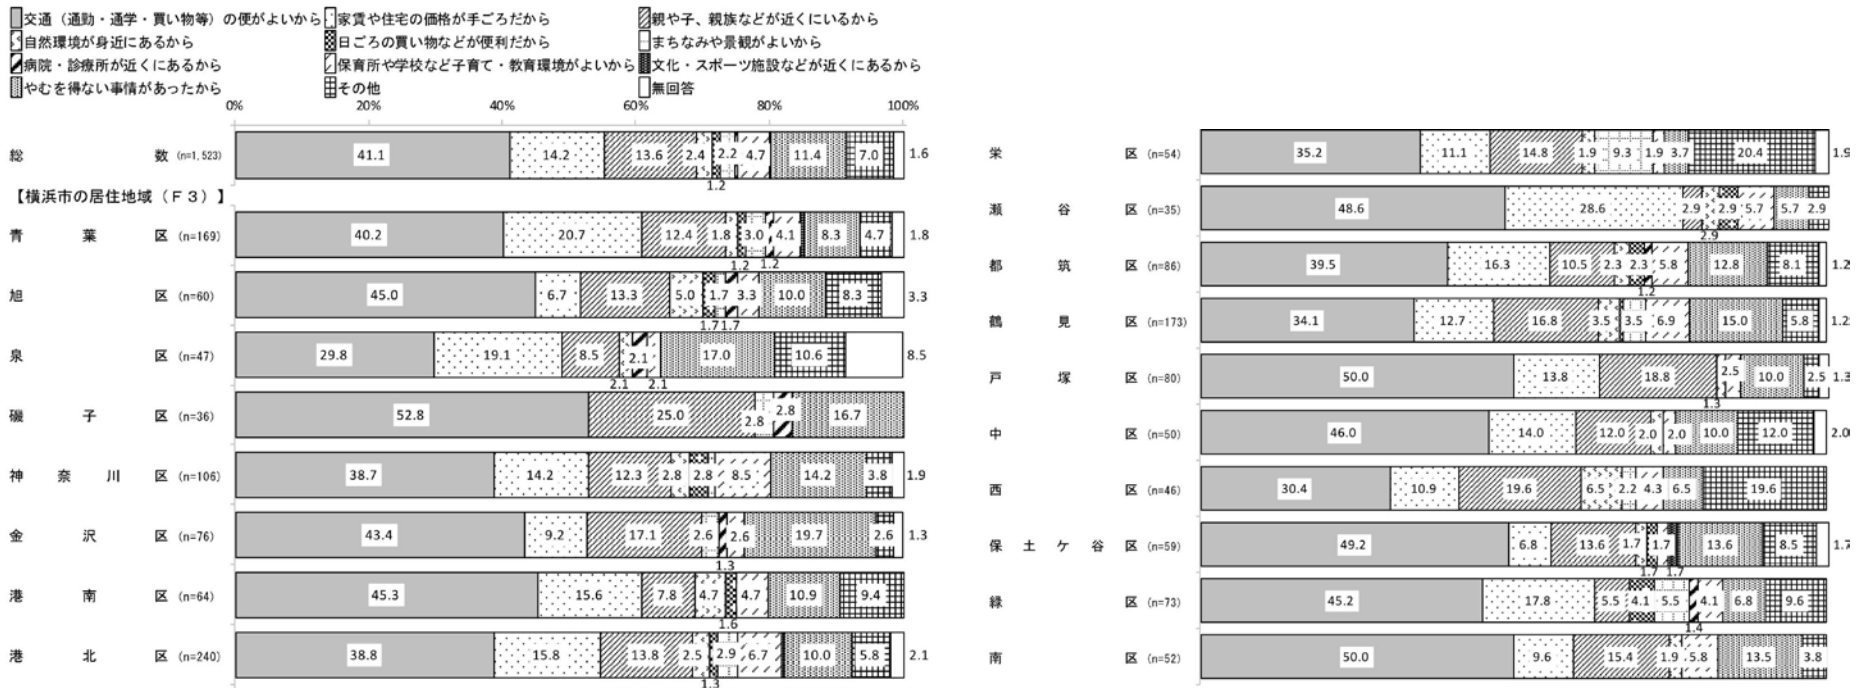 交通（通勤・通学・買い物等）の便がよいから 家賃や住宅の価格が手ごろだから 親や子、親族などが近くにいるから
自然環境が身近にあるから 日ごろの買い物などが便利だから まちなみや景観がよいから
病院・診療所が近くにあるから 保育所や学校など子育て・教育環境がよいから 文化・スポーツ施設などが近くにあるから
やむを得ない事情があったから その他 無回答
0% 20% 40% 60% 80% 100%
総数 (n=1,523) 41.1 14.2 13.6 2.4 2.2 4.7 11.4 7.0 1.6
1.2
【横浜市の居住地域（F3）】
青葉区 (n=169) 40.2 20.7 12.4 1.8 3.0 4.1 8.3 4.7 1.8
1.2 1.2
旭区 (n=60) 45.0 6.7 13.3 5.0 1.7 3.3 10.0 8.3 3.3
1.7 1.7
泉区 (n=47) 29.8 19.1 8.5 2.1 17.0 10.6 8.5
2.1 2.1
磯子区 (n=36) 52.8 25.0 2.8 2.8 16.7
神奈川区 (n=106) 38.7 14.2 12.3 2.8 2.8 8.5 14.2 3.8 1.9
金沢区 (n=76) 43.4 9.2 17.1 2.6 2.6 19.7 2.6 1.3
1.3
港南区 (n=64) 45.3 15.6 7.8 4.7 4.7 10.9 9.4
1.6
港北区 (n=240) 38.8 15.8 13.8 2.5 2.9 6.7 10.0 5.8 2.1
1.3
栄区 (n=54) 35.2 11.1 14.8 1.9 9.3 1.9 3.7 20.4 1.9
瀬谷区 (n=35) 48.6 28.6 2.9 2.9 5.7 5.7 2.9
2.9
都筑区 (n=86) 39.5 16.3 10.5 2.3 2.3 5.8 12.8 8.1 1.2
1.2
鶴見区 (n=173) 34.1 12.7 16.8 3.5 3.5 6.9 15.0 5.8 1.2
戸塚区 (n=80) 50.0 13.8 18.8 2.5 10.0 2.5 1.3
1.3
中区 (n=50) 46.0 14.0 12.0 2.0 2.0 10.0 12.0 2.0
西区 (n=46) 30.4 10.9 19.6 6.5 2.2 4.3 6.5 19.6
保土ケ谷区 (n=59) 49.2 6.8 13.6 1.7 1.7 13.6 8.5 1.7
1.7 1.7
緑区 (n=73) 45.2 17.8 5.5 4.1 5.5 4.1 6.8 9.6
1.4
南区 (n=52) 50.0 9.6 15.4 1.9 5.8 13.5 3.8